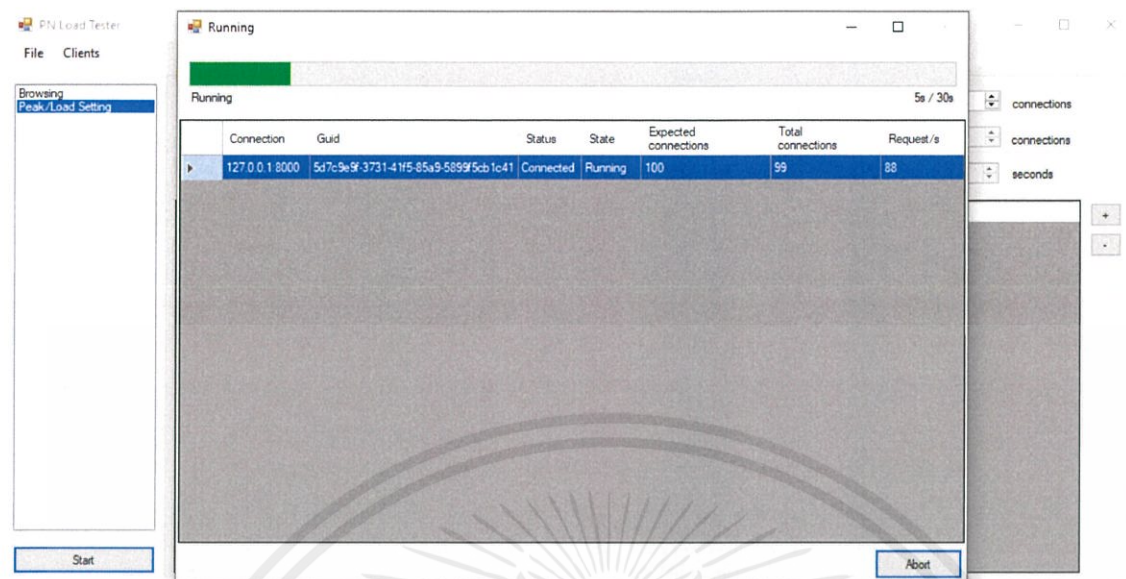 PN Load Tester
File Clients
Browsing
Peak/Load Setting
Start
Running
Running 5s / 30s
Connection Guid Status State Expected connections Total connections Request/s
127.0.0.1:8000 5d7c9e9f-3731-41f5-85a9-5899f5cb1c41 Connected Running 100 99 88
Abort
connections
connections
seconds
+
-